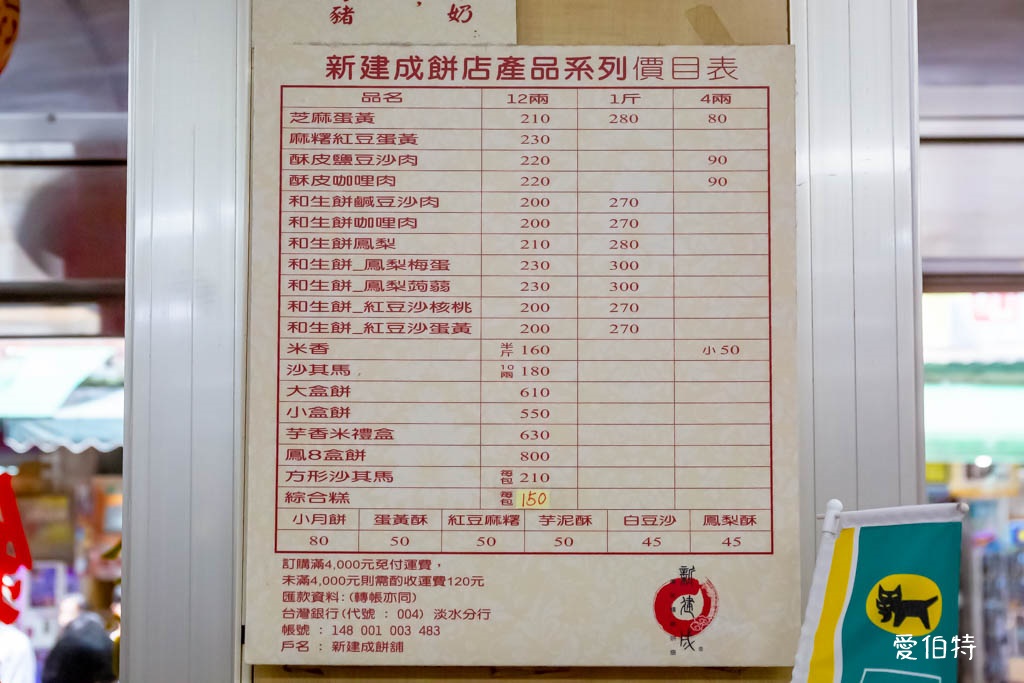 豬 ，奶
新建成餅店產品系列價目表
品名 12兩 1斤 4兩
芝麻蛋黃 210 280 80
麻糬紅豆蛋黃 230
酥皮鹽豆沙肉 220 90
酥皮咖哩肉 220 90
和生餅鹹豆沙肉 200 270
和生餅咖哩肉 200 270
和生餅鳳梨 210 280
和生餅_鳳梨梅蛋 230 300
和生餅_鳳梨蒟蒻 230 300
和生餅_紅豆沙核桃 200 270
和生餅_紅豆沙蛋黃 200 270
米香 半斤 160 小 50
沙其馬 10兩 180
大盒餅 610
小盒餅 550
芋香米禮盒 630
鳳8盒餅 800
方形沙其馬 每包 210
綜合糕 每包 150
小月餅 蛋黃酥 紅豆麻糬 芋泥酥 白豆沙 鳳梨酥
80 50 50 50 45 45
訂購滿4,000元免付運費，
未滿4,000元則需酌收運費120元
匯款資料：(轉帳亦同)
台灣銀行(代號 : 004) 淡水分行
帳號 : 148 001 003 483
戶名 : 新建成餅舖
新建成
愛伯特